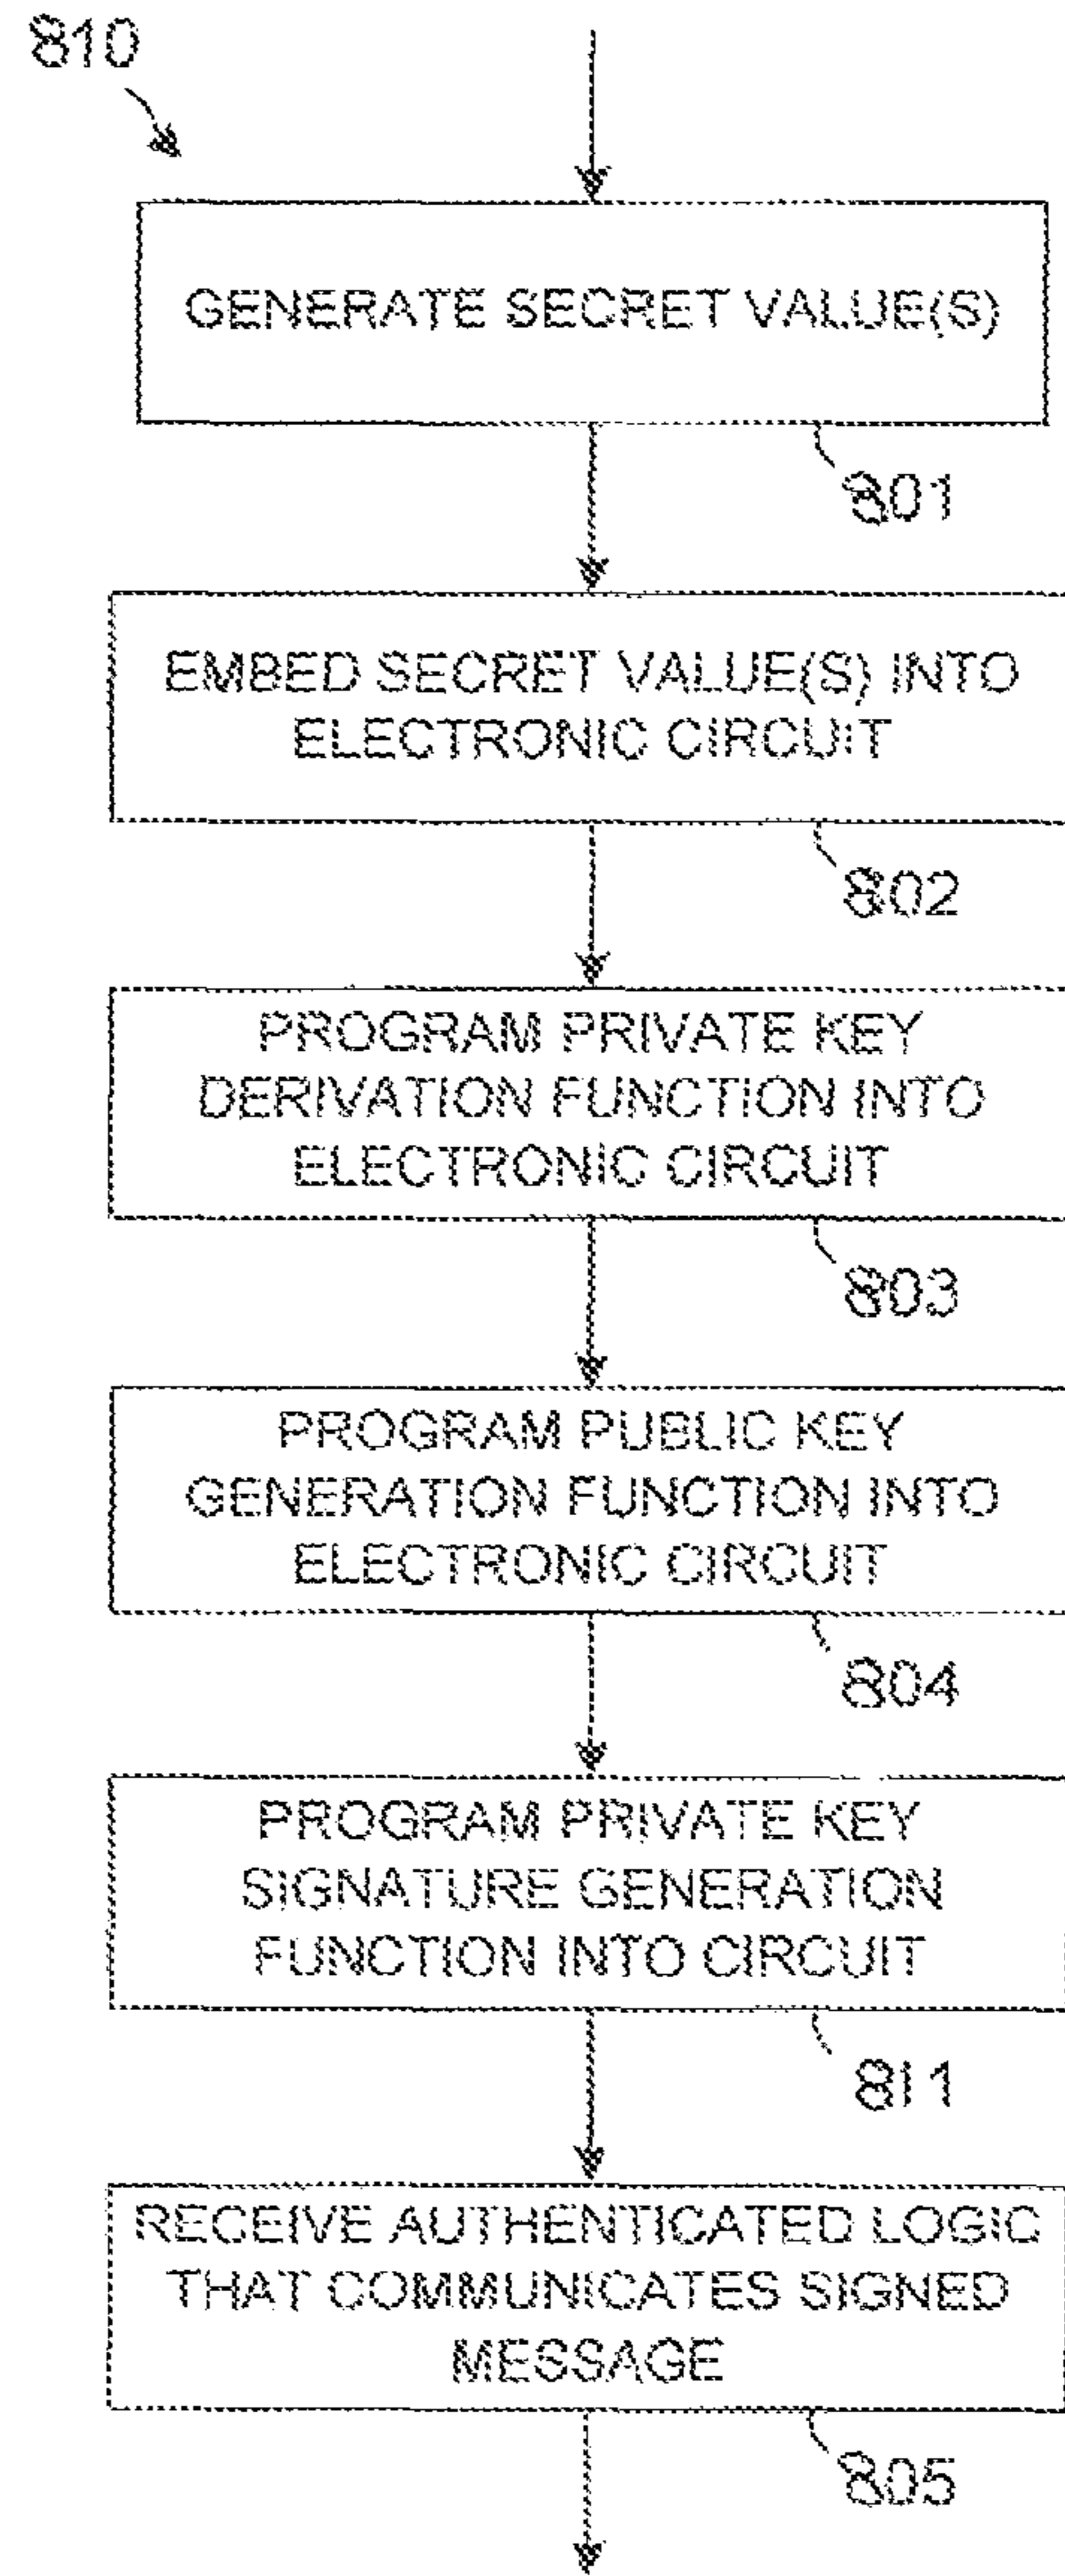 810
GENERATE SECRET VALUE(S)
801
EMBED SECRET VALUE(S) INTO
ELECTRONIC CIRCUIT
802
PROGRAM PRIVATE KEY
DERIVATION FUNCTION INTO
ELECTRONIC CIRCUIT
803
PROGRAM PUBLIC KEY
GENERATION FUNCTION INTO
ELECTRONIC CIRCUIT
804
PROGRAM PRIVATE KEY
SIGNATURE GENERATION
FUNCTION INTO CIRCUIT
811
RECEIVE AUTHENTICATED LOGIC
THAT COMMUNICATES SIGNED
MESSAGE
805